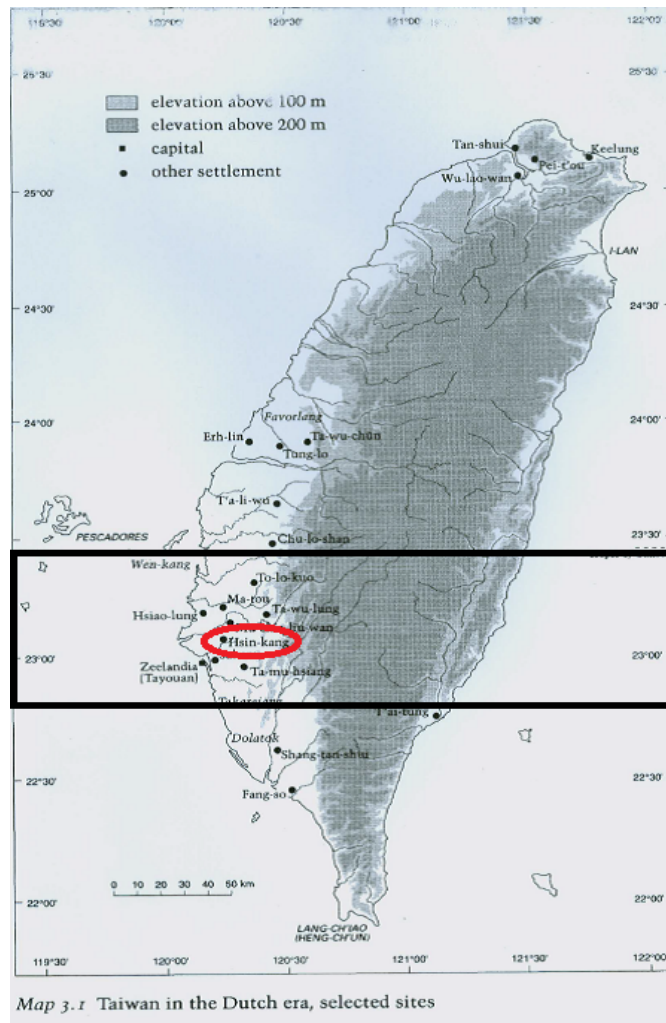 119°30' 120°00' 120°30' 121°00' 121°30' 122°00'
25°30' 25°30'
elevation above 100 m
elevation above 200 m
capital
other settlement
Tan-shui
Keelung
Pei-t'ou
Wu-lao-wan
25°00' 25°00'
I-LAN
24°30' 24°30'
24°00' 24°00'
Favorlang
Erh-lin
Ta-wu-chün
Tung-lo
T'a-li-wu
PESCADORES
Chu-lo-shan
23°30'
Wen-kang
To-lo-kuo
Ma-tou
Hsiao-lung
Ta-wu-lung
Hsin-kang
23°00' 23°00'
Zeelandia
(Tayouan)
Ta-mu-hsiang
T'ai-tung
Dolatok
Shang-tan-shui
22°30' 22°30'
Fang-so
0 10 20 30 40 50 km
22°00' 22°00'
LANG-CH'IAO
(HENG-CH'UN)
119°30' 120°00' 120°30' 121°00' 121°30' 122°00'
Map 3.1 Taiwan in the Dutch era, selected sites